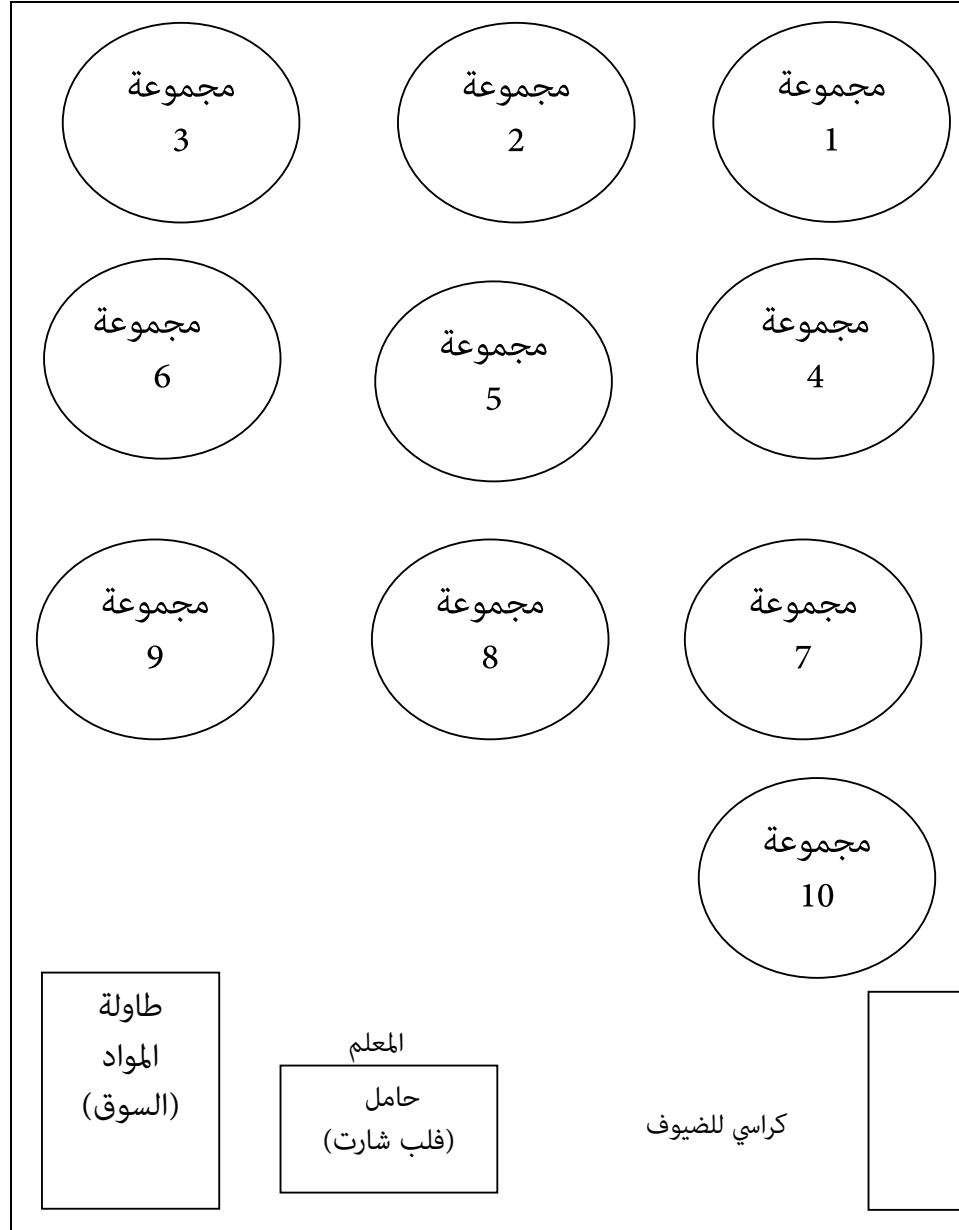 مجموعة
1
مجموعة
2
مجموعة
3
مجموعة
4
مجموعة
5
مجموعة
6
مجموعة
7
مجموعة
8
مجموعة
9
مجموعة
10
كراسي للضيوف
المعلم
حامل
(فلب شارت)
طاولة
المواد
(السوق)